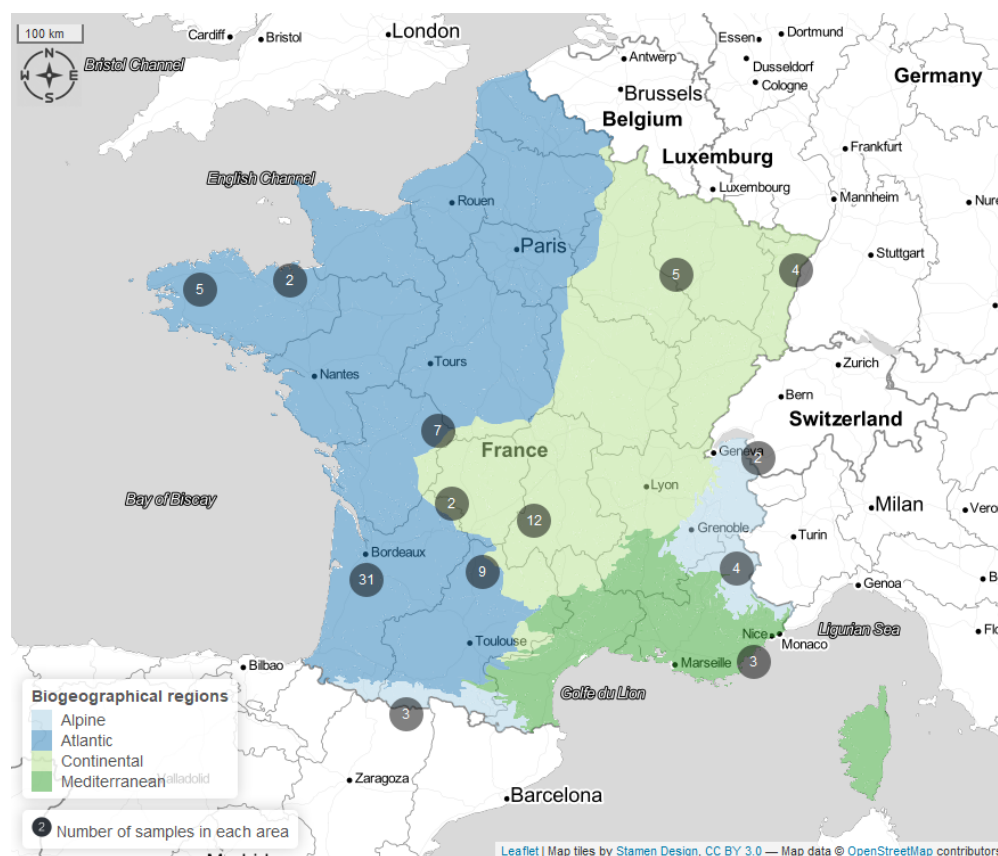 100 km
N
W E
S
Cardiff
Bristol
London
Bristol Channel
Antwerp
Brussels
Belgium
Essen
Dortmund
Dusseldorf
Cologne
Germany
Frankfurt
Luxemburg
Luxembourg
Mannheim
Stuttgart
English Channel
Rouen
Paris
5
2
5
4
Nantes
Tours
Zurich
Bern
Switzerland
7
France
Geneva
2
Bay of Biscay
Lyon
Milan
2
12
Grenoble
Turin
Bordeaux
31
9
4
Genoa
Toulouse
Nice
Monaco
Ligurian Sea
Marseille
3
Bilbao
Golfe du Lion
3
Zaragoza
Barcelona
Biogeographical regions
Alpine
Atlantic
Continental
Mediterranean
Valladolid
2 Number of samples in each area
Leaflet | Map tiles by Stamen Design, CC BY 3.0 — Map data © OpenStreetMap contributors